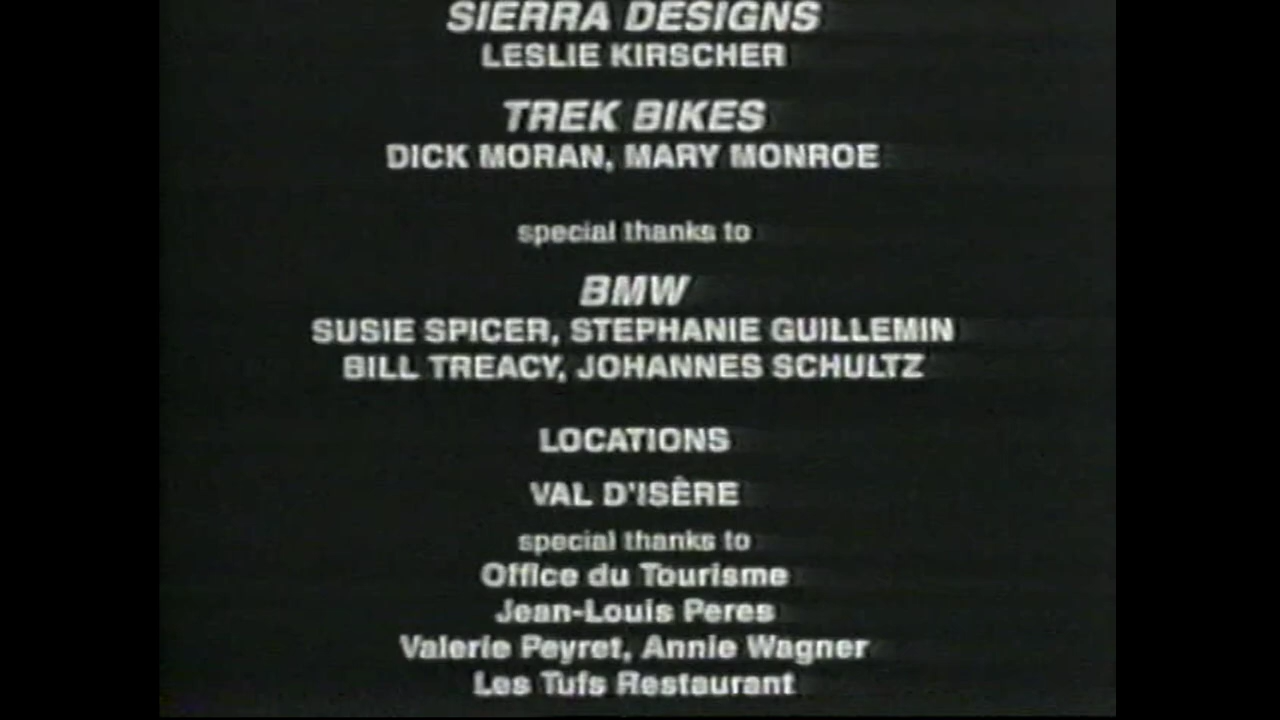 SIERRA DESIGNS
LESLIE KIRSCHER
TREK BIKES
DICK MORAN, MARY MONROE
special thanks to
BMW
SUSIE SPICER, STEPHANIE GUILLEMIN
BILL TREACY, JOHANNES SCHULTZ
LOCATIONS
VAL D'ISÈRE
special thanks to
Office du Tourisme
Jean-Louis Peres
Valerie Peyret, Annie Wagner
Les Tufs Restaurant